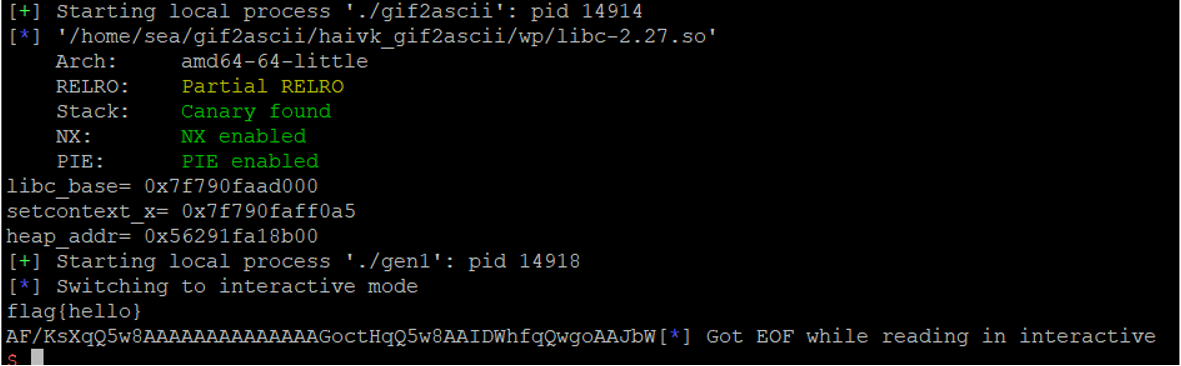 [+] Starting local process './gif2ascii': pid 14914
[*] '/home/sea/gif2ascii/haivk_gif2ascii/wp/libc-2.27.so'
    Arch:     amd64-64-little
    RELRO:    Partial RELRO
    Stack:    Canary found
    NX:       NX enabled
    PIE:      PIE enabled
libc_base= 0x7f790faad000
setcontext_x= 0x7f790faff0a5
heap_addr= 0x56291fa18b00
[+] Starting local process './gen1': pid 14918
[*] Switching to interactive mode
flag{hello}
AF/KsXqQ5w8AAAAAAAAAAAAAAGoctHqQ5w8AAIDWhfqQwgoAAJbW[*] Got EOF while reading in interactive
$